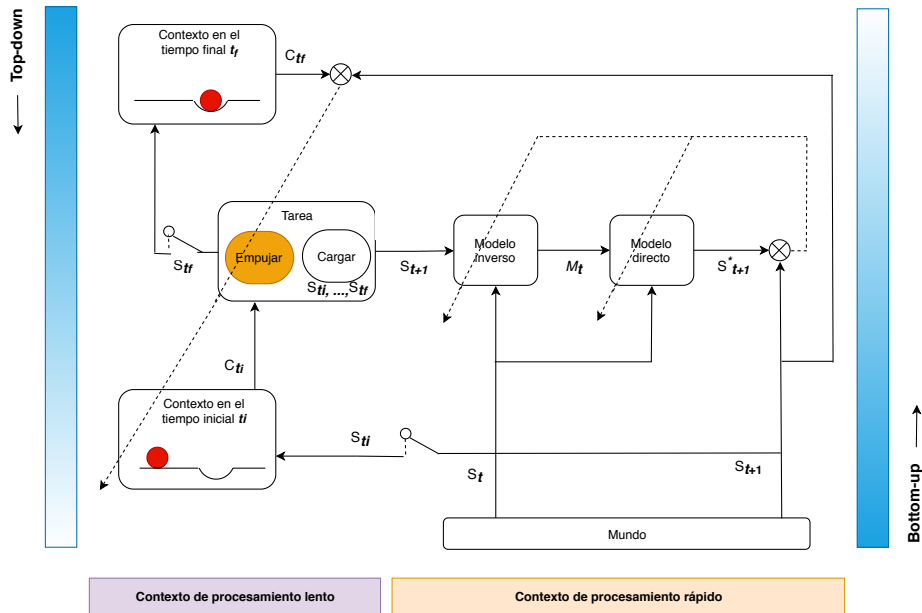 Top-down
Contexto en el
tiempo final tf
Ctf
Tarea
Empujar
Cargar
Sti, ...,Stf
Stf
St+1
Modelo
Inverso
Mt
Modelo
directo
S*t+1
Cti
Contexto en el
tiempo inicial ti
Sti
St
St+1
Mundo
Bottom-up
Contexto de procesamiento lento
Contexto de procesamiento rápido